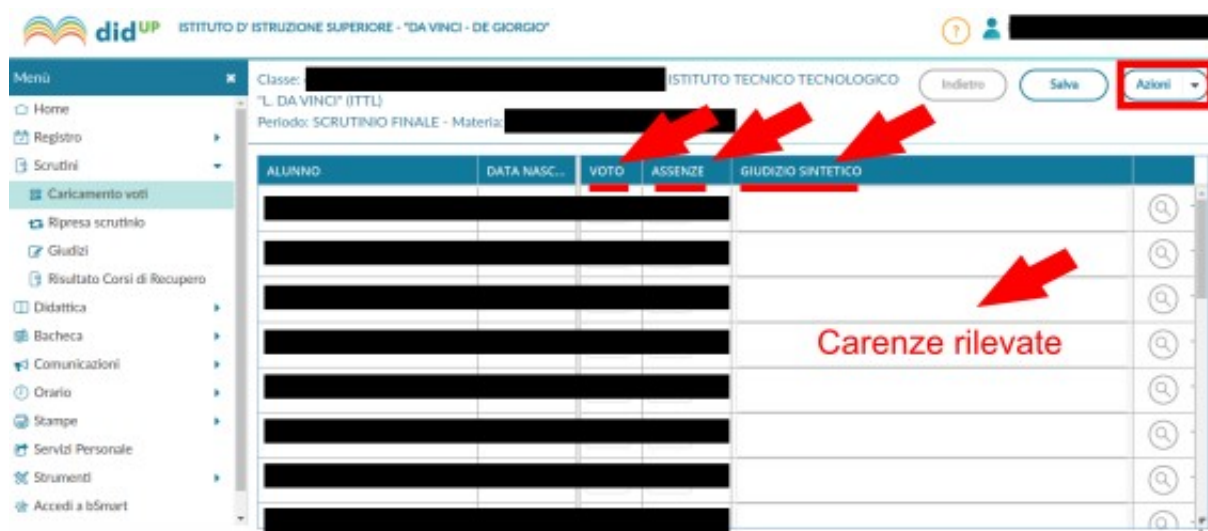 didUP
ISTITUTO D' ISTRUZIONE SUPERIORE - "DA VINCI - DE GIORGIO"
?
Menù
Home
Registro
Scrutini
Caricamento voti
Ripresa scrutinio
Giudizi
Risultato Corsi di Recupero
Didattica
Bacheca
Comunicazioni
Orario
Stampe
Servizi Personale
Strumenti
Accedi a bSmart
Classe: ISTITUTO TECNICO TECNOLOGICO
"L. DA VINCI" (ITTL)
Periodo: SCRUTINIO FINALE - Materia:
Indietro
Salva
Azioni
ALUNNO DATA NASC... VOTO ASSENZE GIUDIZIO SINTETICO
Carenze rilevate